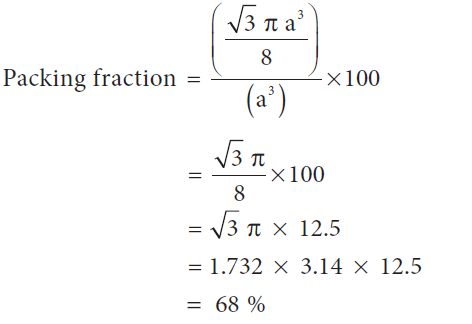 Packing fraction = ((√3 π a³ / 8)) / (a³) ×100
= √3 π / 8 ×100
= √3 π × 12.5
= 1.732 × 3.14 × 12.5
= 68 %